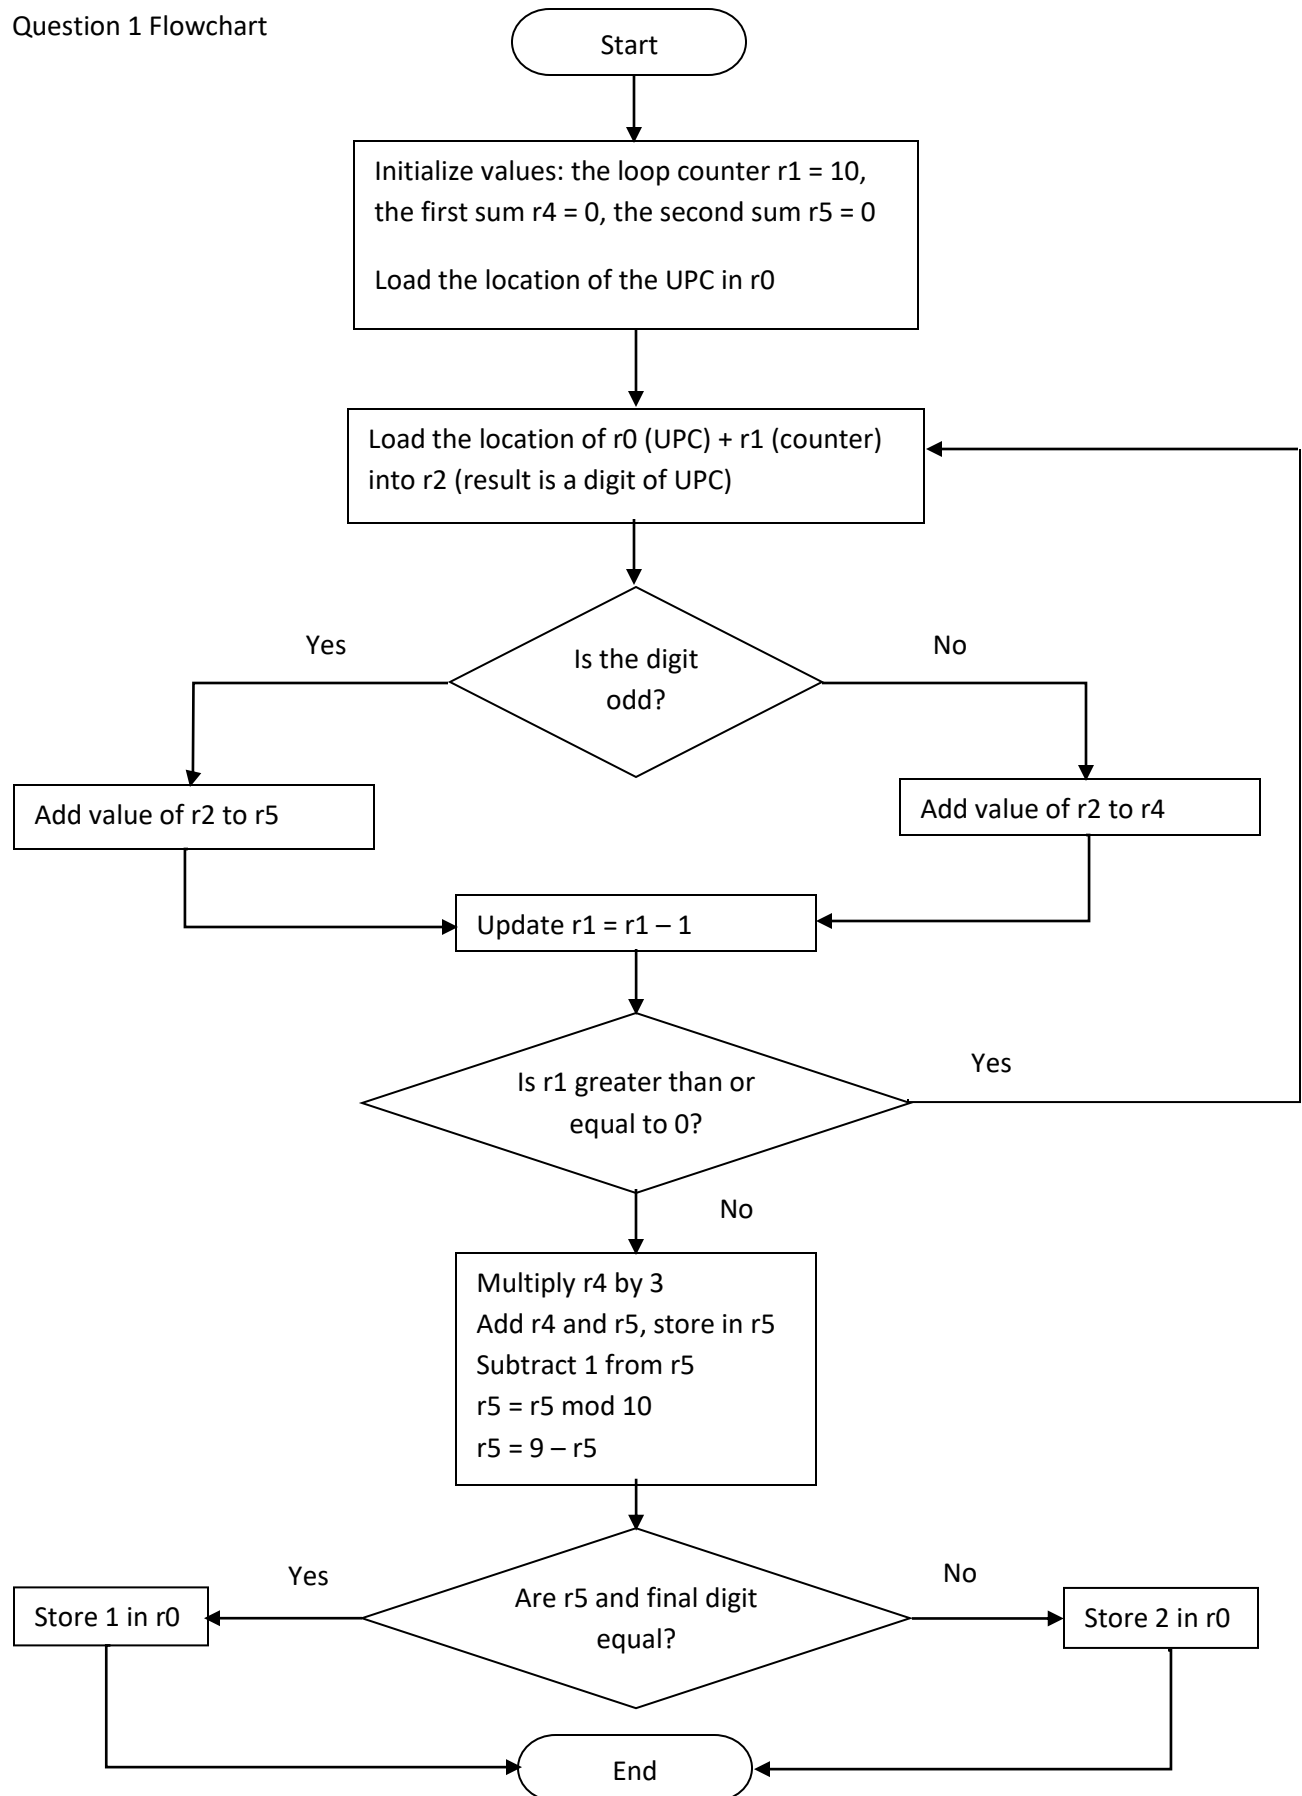 Question 1 Flowchart
Start
Initialize values: the loop counter r1 = 10,
the first sum r4 = 0, the second sum r5 = 0
Load the location of the UPC in r0
Load the location of r0 (UPC) + r1 (counter)
into r2 (result is a digit of UPC)
Yes
Is the digit
odd?
No
Add value of r2 to r5
Add value of r2 to r4
Update r1 = r1 – 1
Is r1 greater than or
equal to 0?
Yes
No
Multiply r4 by 3
Add r4 and r5, store in r5
Subtract 1 from r5
r5 = r5 mod 10
r5 = 9 – r5
Yes
Are r5 and final digit
equal?
No
Store 1 in r0
Store 2 in r0
End